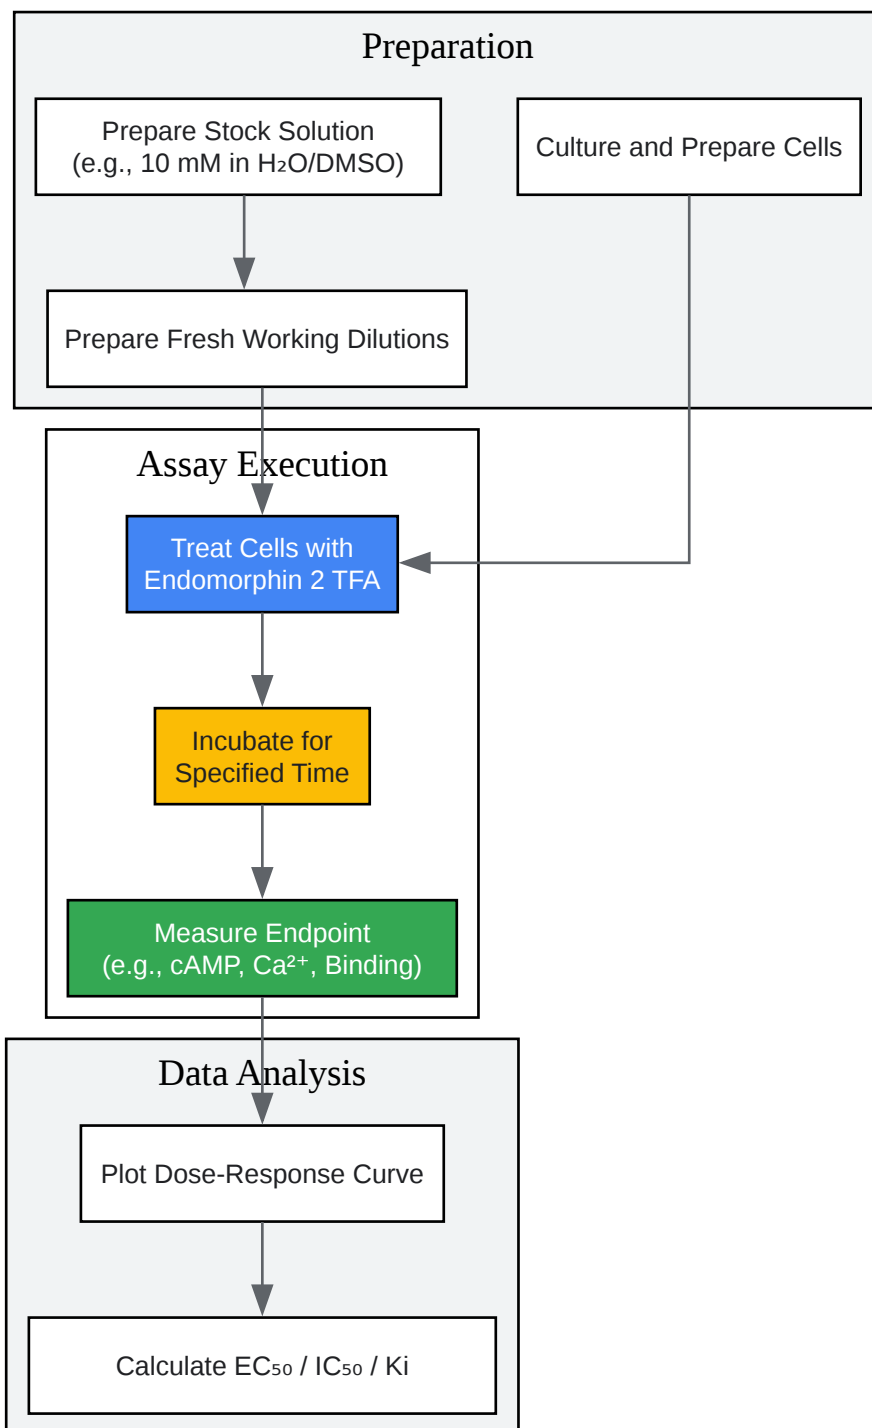 Preparation
Prepare Stock Solution
(e.g., 10 mM in H₂O/DMSO)
Culture and Prepare Cells
Prepare Fresh Working Dilutions
Assay Execution
Treat Cells with
Endomorphin 2 TFA
Incubate for
Specified Time
Measure Endpoint
(e.g., cAMP, Ca²⁺, Binding)
Data Analysis
Plot Dose-Response Curve
Calculate EC₅₀ / IC₅₀ / Ki